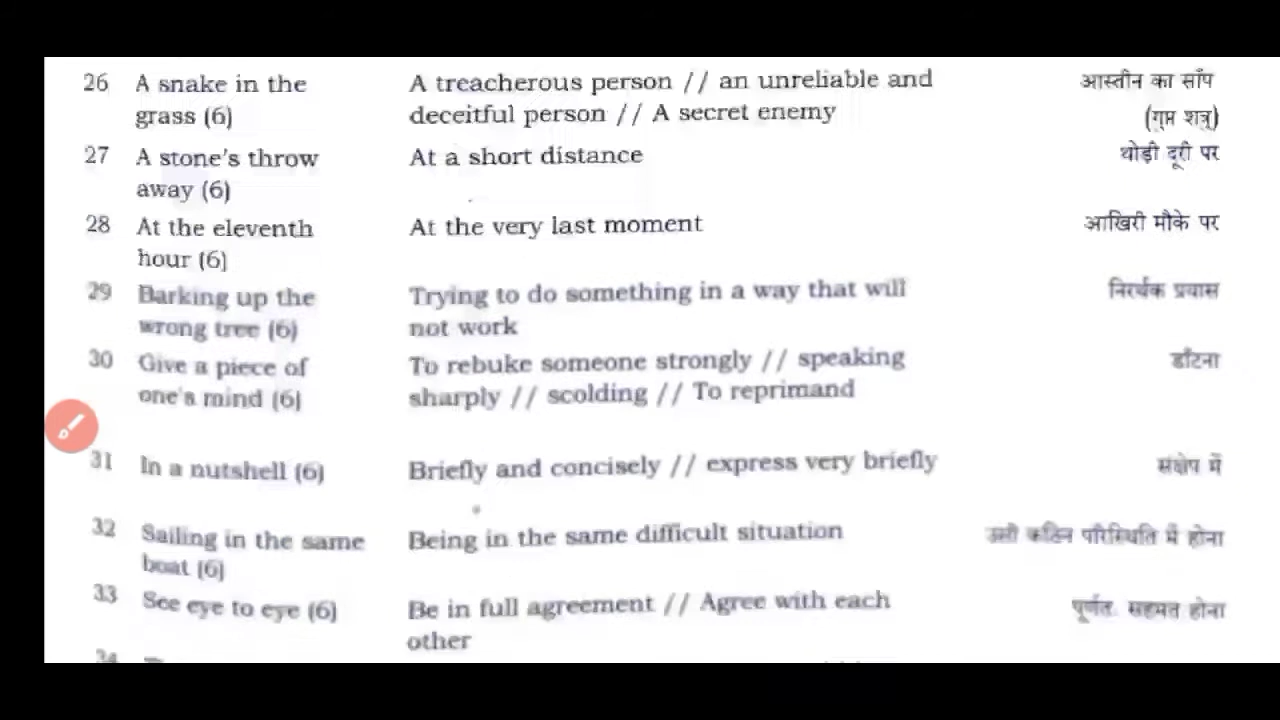 26 A snake in the A treacherous person // an unreliable and आस्तीन का साँप
grass (6) deceitful person // A secret enemy (गुप्त शत्रु)
27 A stone's throw At a short distance थोड़ी दूरी पर
away (6)
28 At the eleventh At the very last moment आखिरी मौके पर
hour (6)
29 Barking up the Trying to do something in a way that will निरर्थक प्रयास
wrong tree (6) not work
30 Give a piece of To rebuke someone strongly // speaking डाँटना
one's mind (6) sharply // scolding // To reprimand
31 In a nutshell (6) Briefly and concisely // express very briefly संक्षेप में
32 Sailing in the same Being in the same difficult situation उसी कठिन परिस्थिति में होना
boat (6)
33 See eye to eye (6) Be in full agreement // Agree with each पूर्णत. सहमत होना
other
34